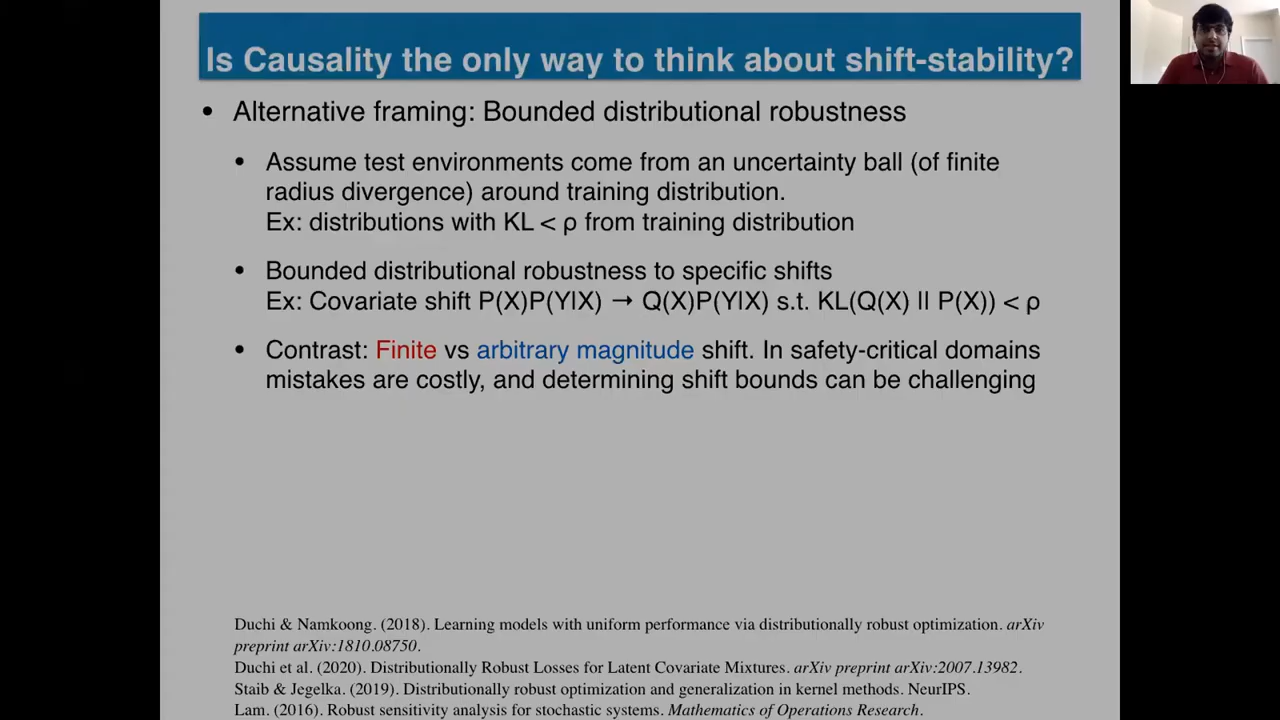 Is Causality the only way to think about shift-stability?
• Alternative framing: Bounded distributional robustness
• Assume test environments come from an uncertainty ball (of finite
radius divergence) around training distribution.
Ex: distributions with KL < ρ from training distribution
• Bounded distributional robustness to specific shifts
Ex: Covariate shift P(X)P(Y|X) → Q(X)P(Y|X) s.t. KL(Q(X) || P(X)) < ρ
• Contrast: Finite vs arbitrary magnitude shift. In safety-critical domains
mistakes are costly, and determining shift bounds can be challenging
Duchi & Namkoong. (2018). Learning models with uniform performance via distributionally robust optimization. arXiv
preprint arXiv:1810.08750.
Duchi et al. (2020). Distributionally Robust Losses for Latent Covariate Mixtures. arXiv preprint arXiv:2007.13982.
Staib & Jegelka. (2019). Distributionally robust optimization and generalization in kernel methods. NeurIPS.
Lam. (2016). Robust sensitivity analysis for stochastic systems. Mathematics of Operations Research.